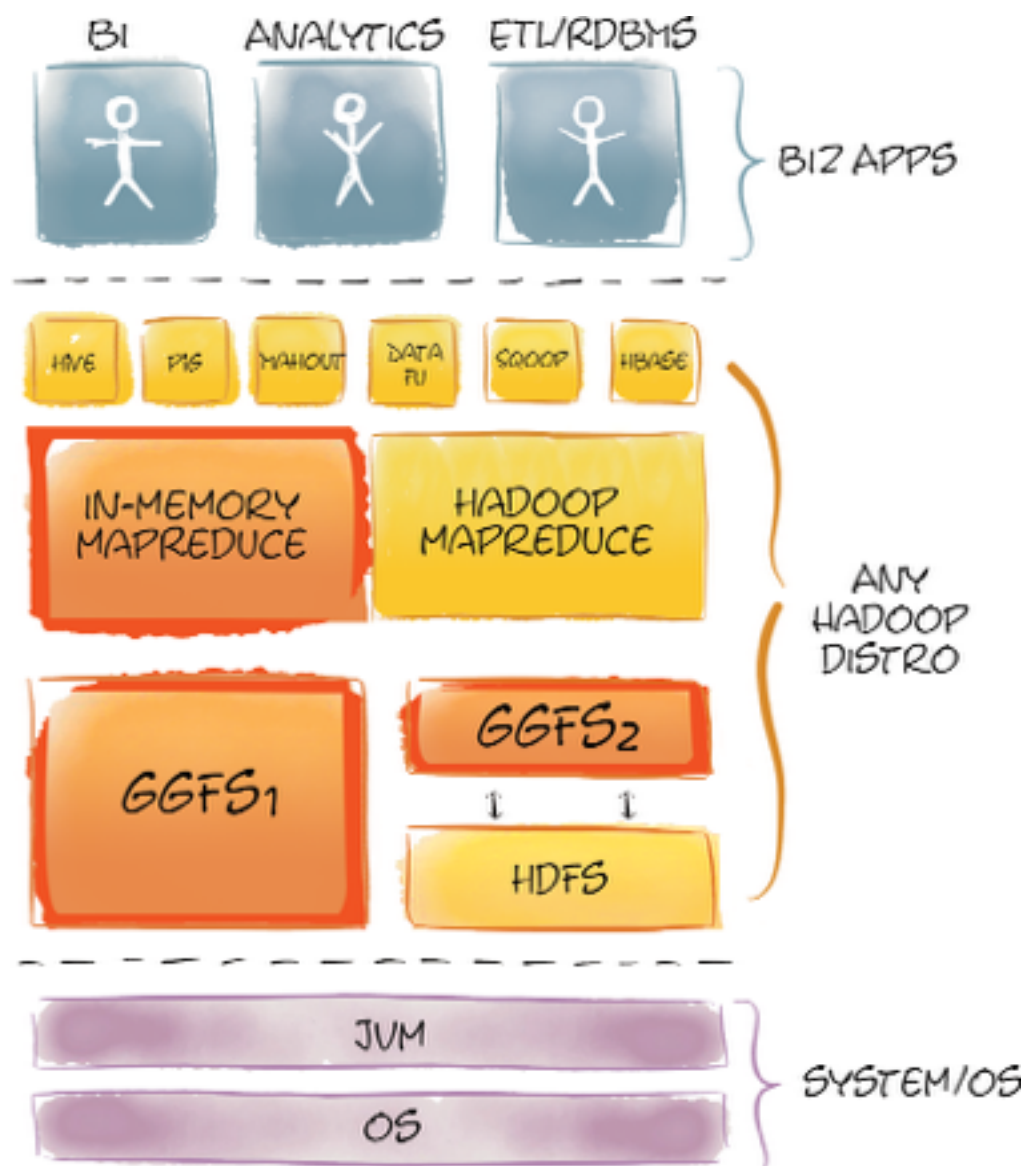 BI
ANALYTICS
ETL/RDBMS
BIZ APPS
HIVE
PIG
MAHOUT
DATA
FU
SQOOP
HBASE
IN-MEMORY
MAPREDUCE
HADOOP
MAPREDUCE
ANY
HADOOP
DISTRO
GGFS1
GGFS2
HDFS
JVM
SYSTEM/OS
OS